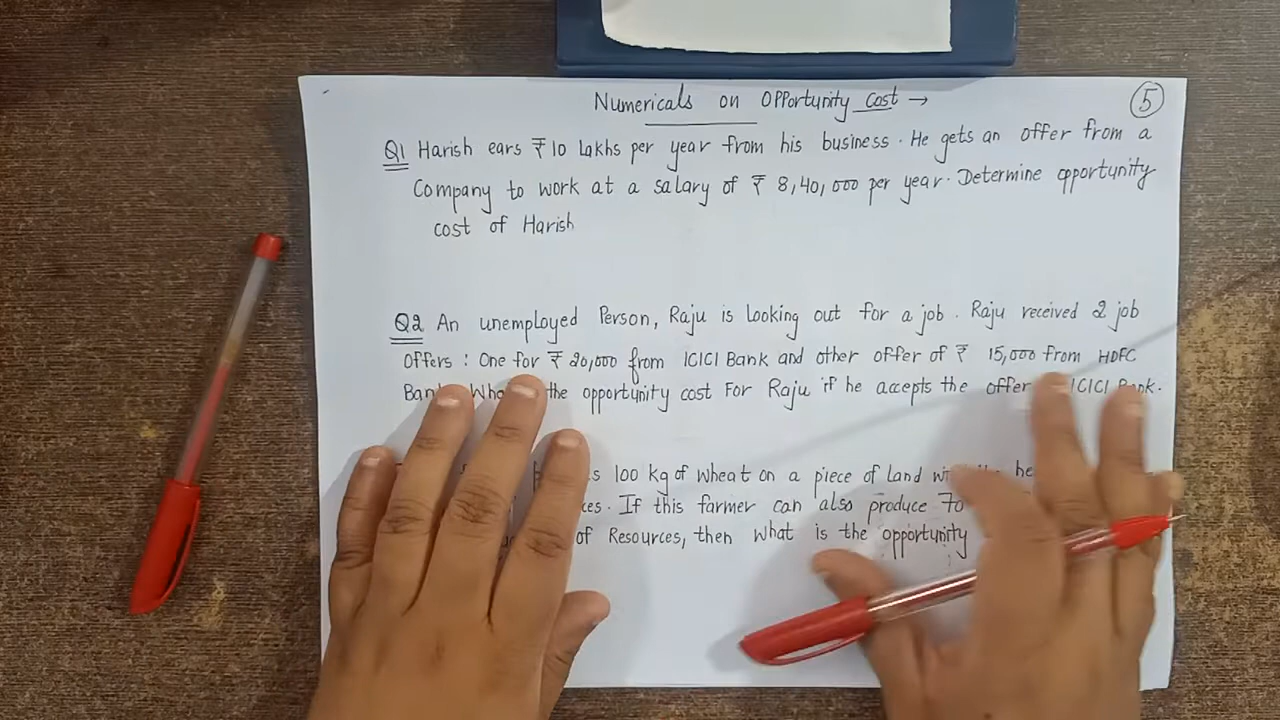 Numericals on Opportunity Cost →
5
Q1 Harish ears ₹ 10 Lakhs per year from his business. He gets an offer from a
Company to work at a salary of ₹ 8,40,000 per year. Determine opportunity
cost of Harish
Q2 An unemployed Person, Raju is looking out for a job. Raju received 2 job
Offers : One for ₹ 20,000 from ICICI Bank and other offer of ₹ 15,000 from HDFC
the opportunity cost For Raju if he accepts the offer ICICI Bank.
100 kg of wheat on a piece of Land he
If this farmer can also produce 70
of Resources, then what is the opportunity